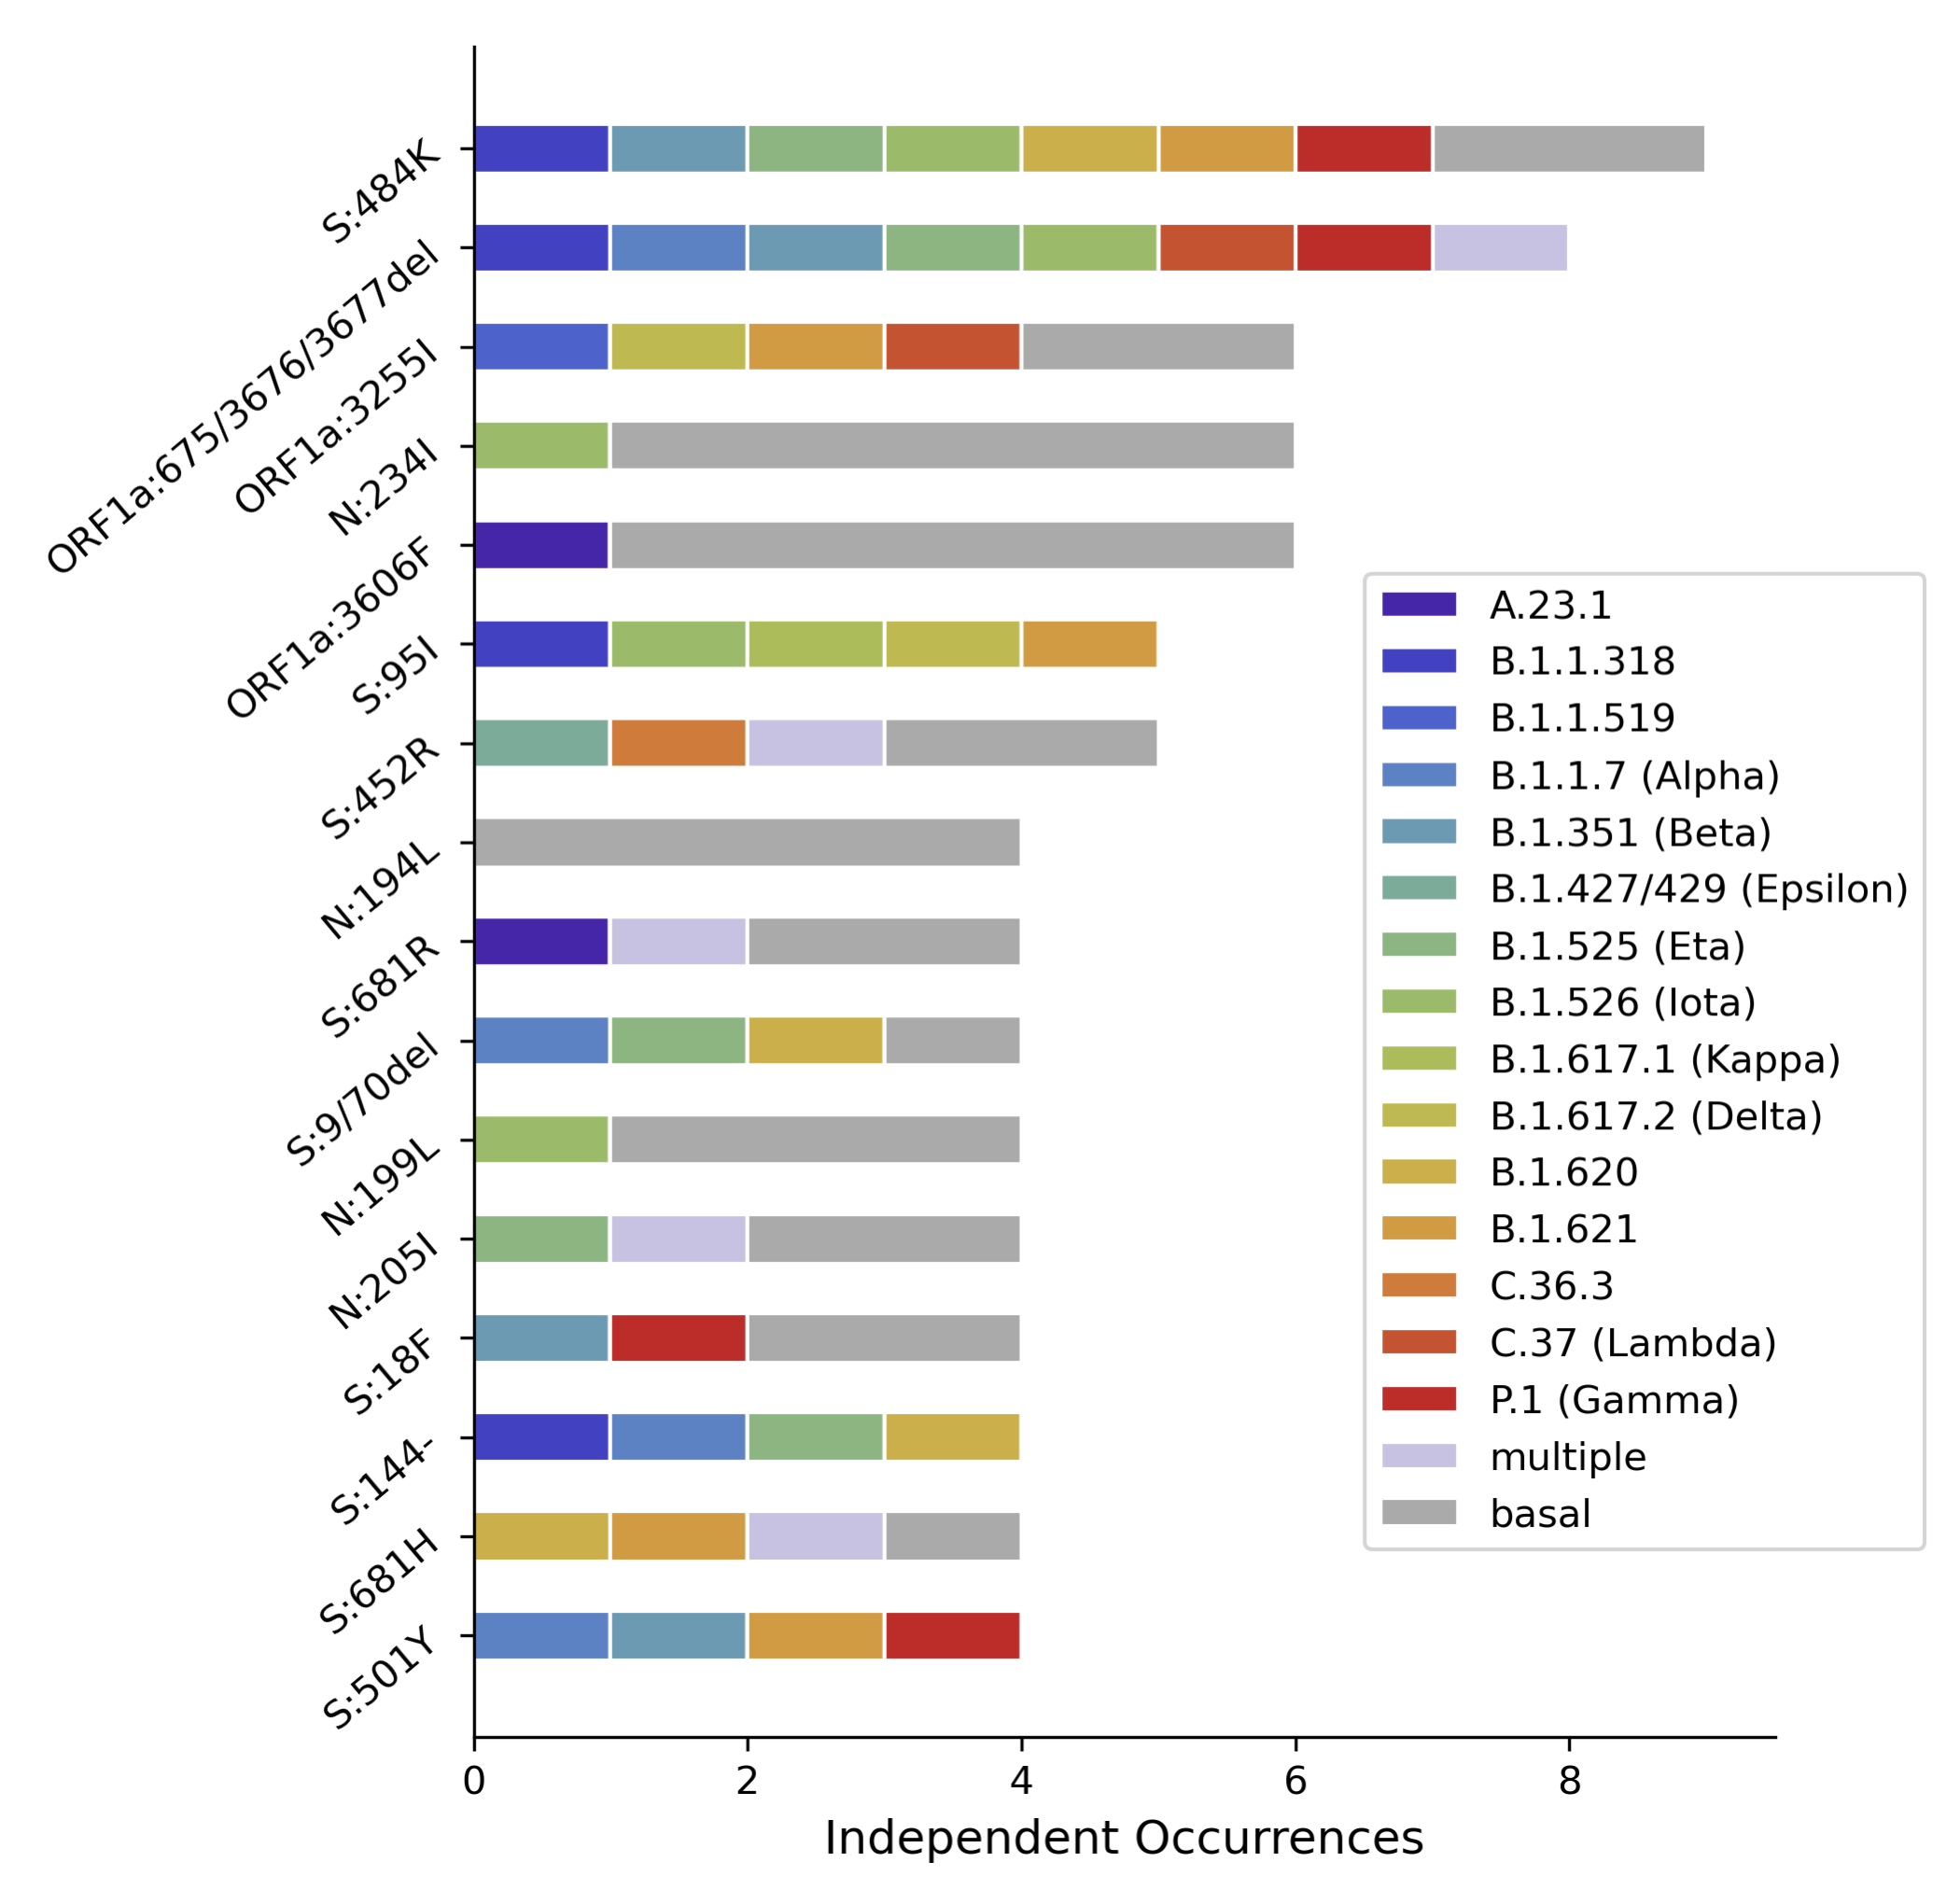 S:484K
ORF1a:675/3676/3677del
ORF1a:3255I
N:234I
ORF1a:3606F
S:95I
S:452R
N:194L
S:681R
S:9/70del
N:199L
N:205I
S:18F
S:144-
S:681H
S:501Y
A.23.1
B.1.1.318
B.1.1.519
B.1.1.7 (Alpha)
B.1.351 (Beta)
B.1.427/429 (Epsilon)
B.1.525 (Eta)
B.1.526 (Iota)
B.1.617.1 (Kappa)
B.1.617.2 (Delta)
B.1.620
B.1.621
C.36.3
C.37 (Lambda)
P.1 (Gamma)
multiple
basal
0 2 4 6 8
Independent Occurrences